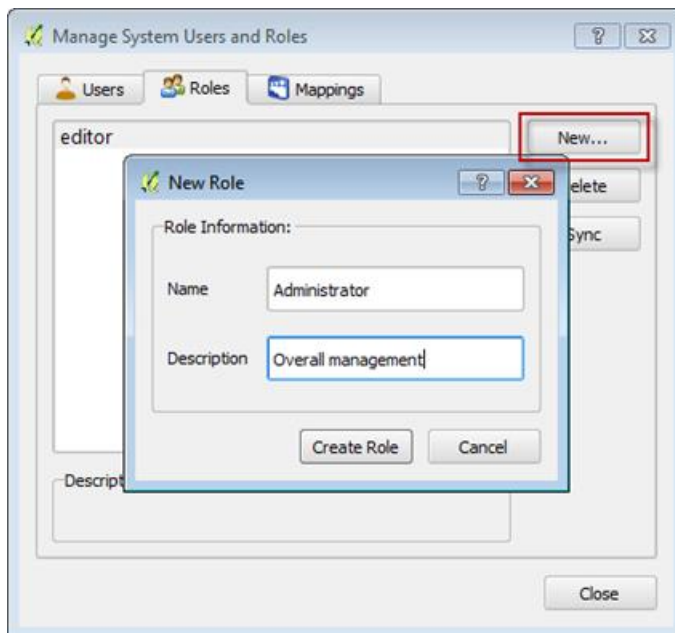 Manage System Users and Roles
Users
Roles
Mappings
editor
New...
elete
Sync
New Role
Role Information:
Name
Administrator
Description
Overall management
Create Role
Cancel
Descript
Close